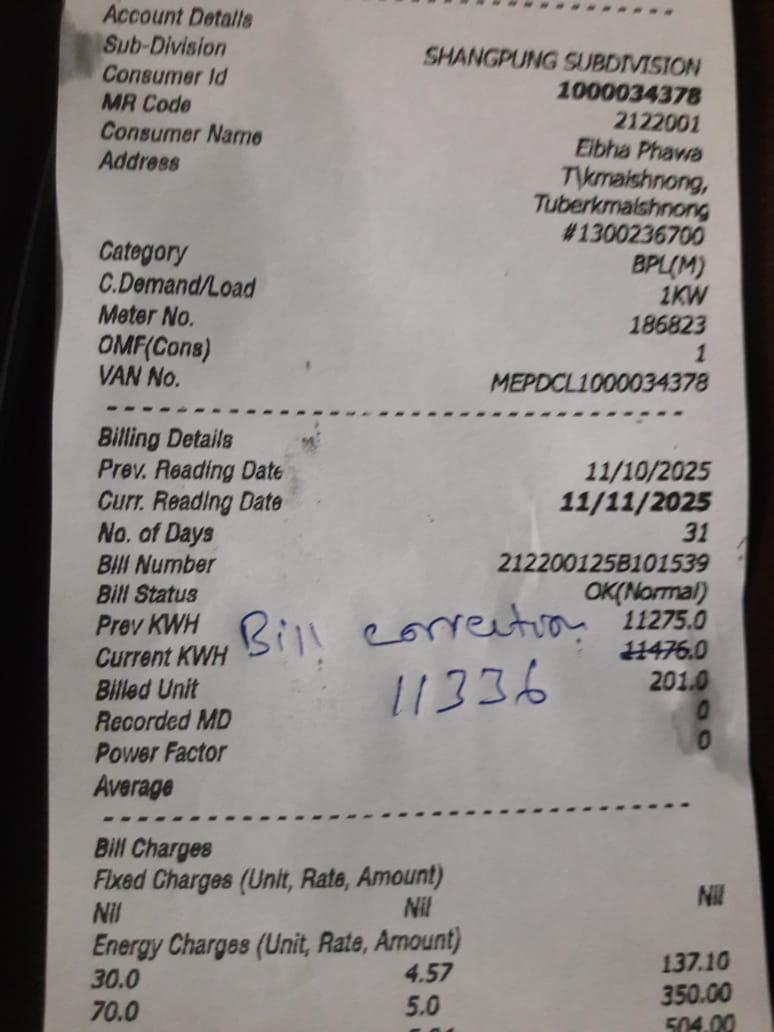 Account Details
Sub-Division SHANGPUNG SUBDIVISION
Consumer Id 1000034378
MR Code 2122001
Consumer Name Eibha Phawa
Address T\kmaishnong,
Tuberkmaishnong
#1300236700
Category BPL(M)
C.Demand/Load 1KW
Meter No. 186823
OMF(Cons) 1
VAN No. MEPDCL1000034378
Billing Details
Prev. Reading Date 11/10/2025
Curr. Reading Date 11/11/2025
No. of Days 31
Bill Number 212200125B101539
Bill Status OK(Normal)
Prev KWH 11275.0
Bill correction
Current KWH 11476.0
11336
Billed Unit 201.0
Recorded MD 0
Power Factor 0
Average
Bill Charges
Fixed Charges (Unit, Rate, Amount)
Nil Nil Nil
Energy Charges (Unit, Rate, Amount)
30.0 4.57 137.10
70.0 5.0 350.00
504.00